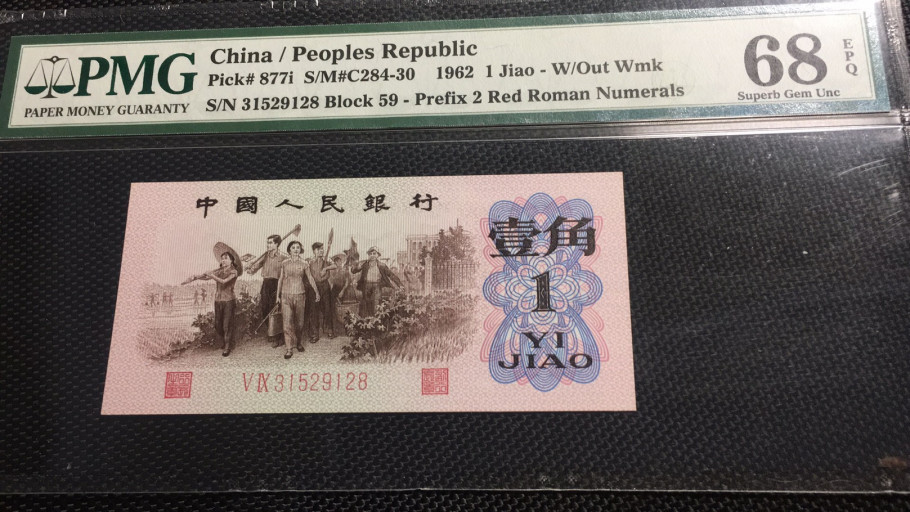 PMG
PAPER MONEY GUARANTY
China / Peoples Republic
Pick# 877i S/M#C284-30 1962 1 Jiao - W/Out Wmk
S/N 31529128 Block 59 - Prefix 2 Red Roman Numerals
68
EPQ
Superb Gem Unc
中國人民銀行
壹角
1
YI
JIAO
VIX31529128